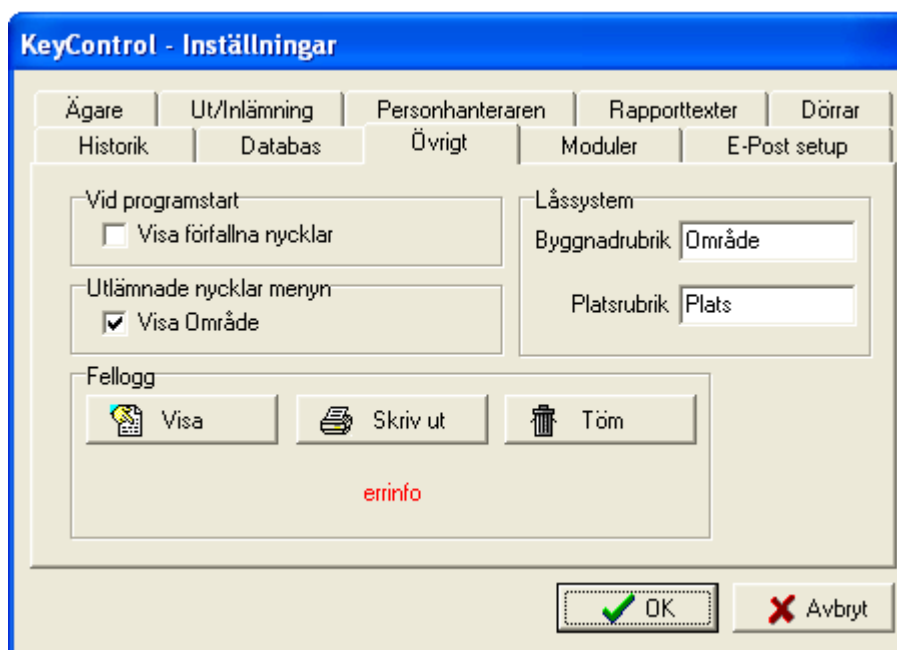 KeyControl - Inställningar
Ägare Ut/Inlämning Personhanteraren Rapporttexter Dörrar
Historik Databas Övrigt Moduler E-Post setup
Vid programstart
Visa förfallna nycklar
Utlämnade nycklar menyn
Visa Område
Låssystem
Byggnadrubrik Område
Platsrubrik Plats
Fellogg
Visa Skriv ut Töm
errinfo
OK Avbryt